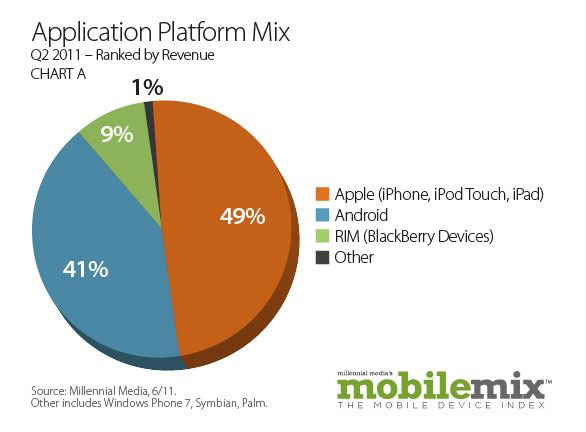 Application Platform Mix
Q2 2011 – Ranked by Revenue
CHART A
1%
9%
49%
41%
Apple (iPhone, iPod Touch, iPad)
Android
RIM (BlackBerry Devices)
Other
Source: Millennial Media, 6/11.
Other includes Windows Phone 7, Symbian, Palm.
millennial media's
mobilemix™
THE MOBILE DEVICE INDEX